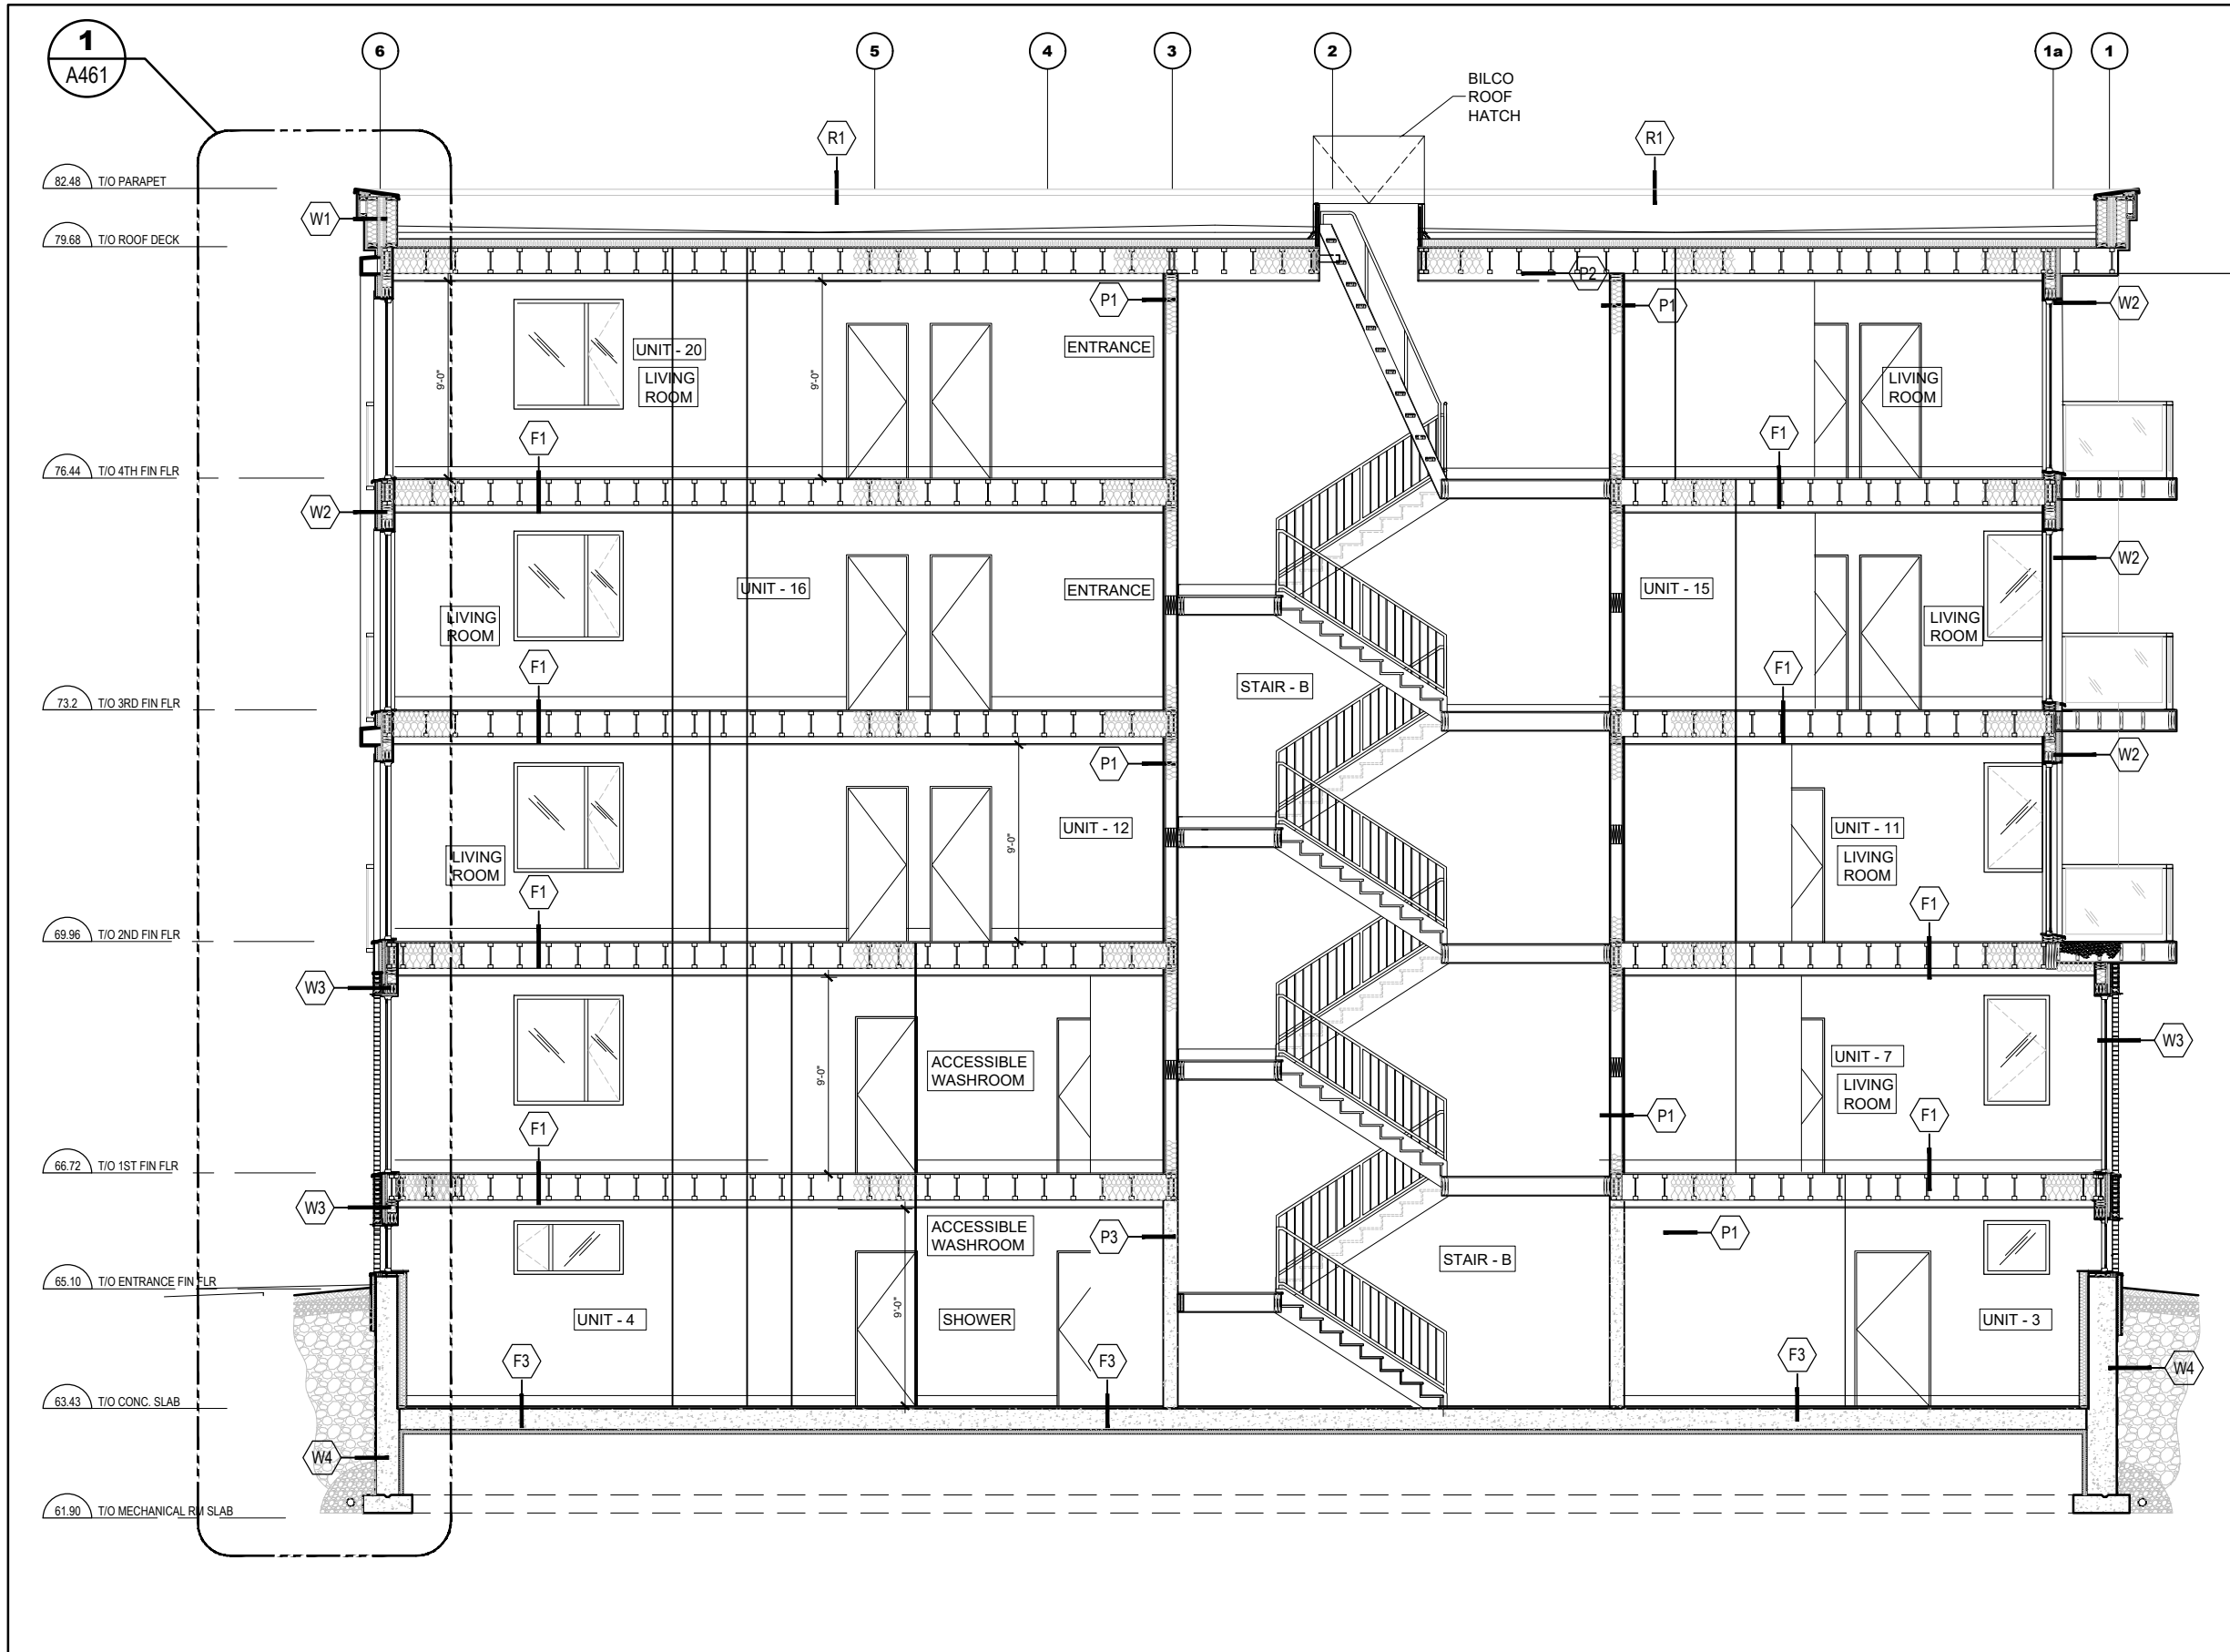 1
A461
6
5
4
3
2
1a
1
BILCO
ROOF
HATCH
R1
R1
82.48 T/O PARAPET
W1
79.68 T/O ROOF DECK
P2
P1
P1
W2
UNIT - 20
ENTRANCE
LIVING
ROOM
LIVING
ROOM
9'-0"
9'-0"
F1
F1
76.44 T/O 4TH FIN FLR
W2
W2
UNIT - 16
ENTRANCE
UNIT - 15
LIVING
ROOM
LIVING
ROOM
F1
F1
STAIR - B
73.2 T/O 3RD FIN FLR
W2
P1
UNIT - 12
UNIT - 11
9'-0"
LIVING
ROOM
LIVING
ROOM
F1
F1
69.96 T/O 2ND FIN FLR
W3
W3
ACCESSIBLE
WASHROOM
UNIT - 7
9'-0"
LIVING
ROOM
F1
P1
F1
66.72 T/O 1ST FIN FLR
W3
ACCESSIBLE
WASHROOM
P3
P1
STAIR - B
65.10 T/O ENTRANCE FIN FLR
9'-0"
UNIT - 4
SHOWER
UNIT - 3
F3
F3
F3
W4
63.43 T/O CONC. SLAB
W4
61.90 T/O MECHANICAL RM SLAB